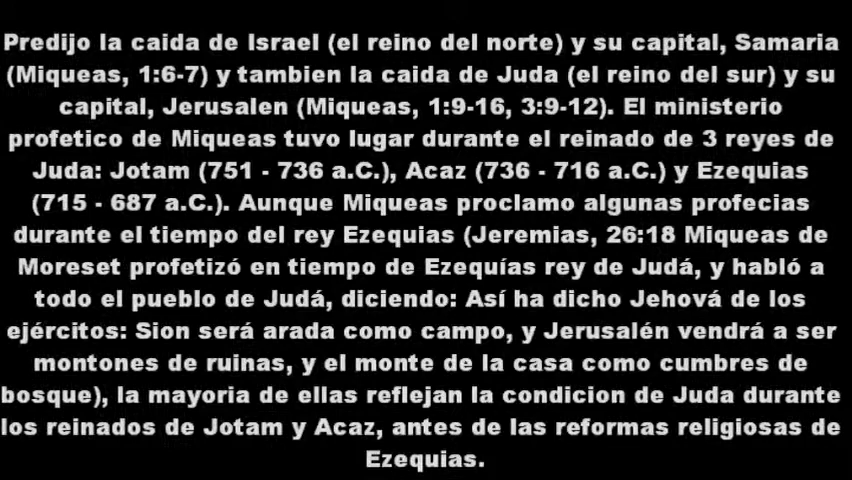 Predijo la caida de Israel (el reino del norte) y su capital, Samaria
(Miqueas, 1:6-7) y tambien la caida de Juda (el reino del sur) y su
capital, Jerusalen (Miqueas, 1:9-16, 3:9-12). El ministerio
profetico de Miqueas tuvo lugar durante el reinado de 3 reyes de
Juda: Jotam (751 - 736 a.C.), Acaz (736 - 716 a.C.) y Ezequias
(715 - 687 a.C.). Aunque Miqueas proclamo algunas profecias
durante el tiempo del rey Ezequias (Jeremias, 26:18 Miqueas de
Moreset profetizó en tiempo de Ezequías rey de Judá, y habló a
todo el pueblo de Judá, diciendo: Así ha dicho Jehová de los
ejércitos: Sion será arada como campo, y Jerusalén vendrá a ser
montones de ruinas, y el monte de la casa como cumbres de
bosque), la mayoria de ellas reflejan la condicion de Juda durante
los reinados de Jotam y Acaz, antes de las reformas religiosas de
Ezequias.